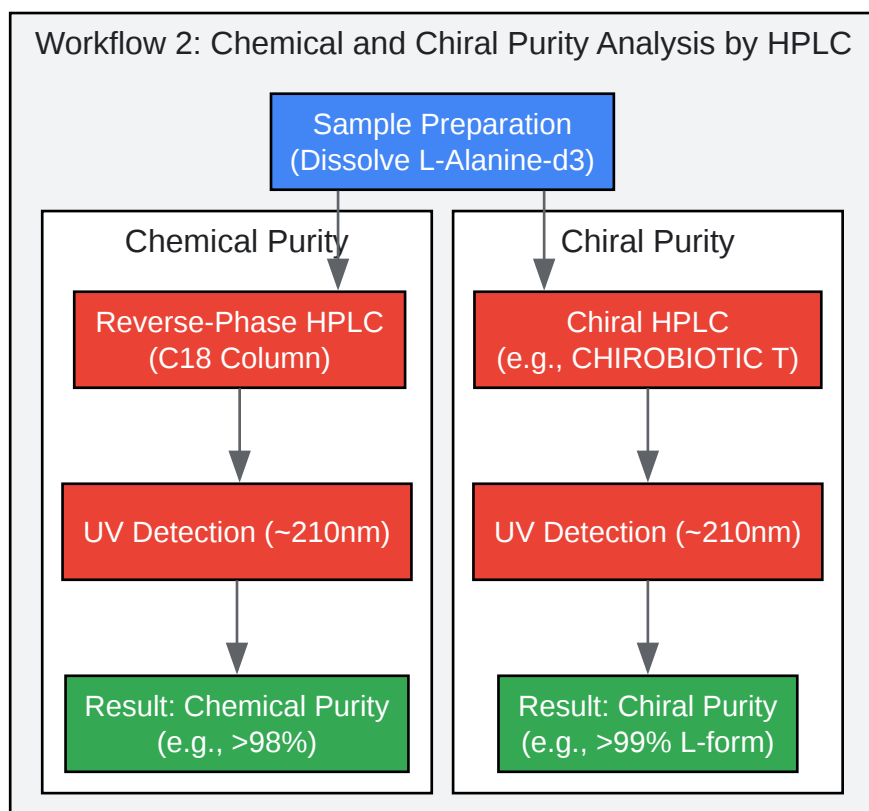 Workflow 2: Chemical and Chiral Purity Analysis by HPLC
Sample Preparation
(Dissolve L-Alanine-d3)
Chemical Purity
Reverse-Phase HPLC
(C18 Column)
UV Detection (~210nm)
Result: Chemical Purity
(e.g., >98%)
Chiral Purity
Chiral HPLC
(e.g., CHIROBIOTIC T)
UV Detection (~210nm)
Result: Chiral Purity
(e.g., >99% L-form)